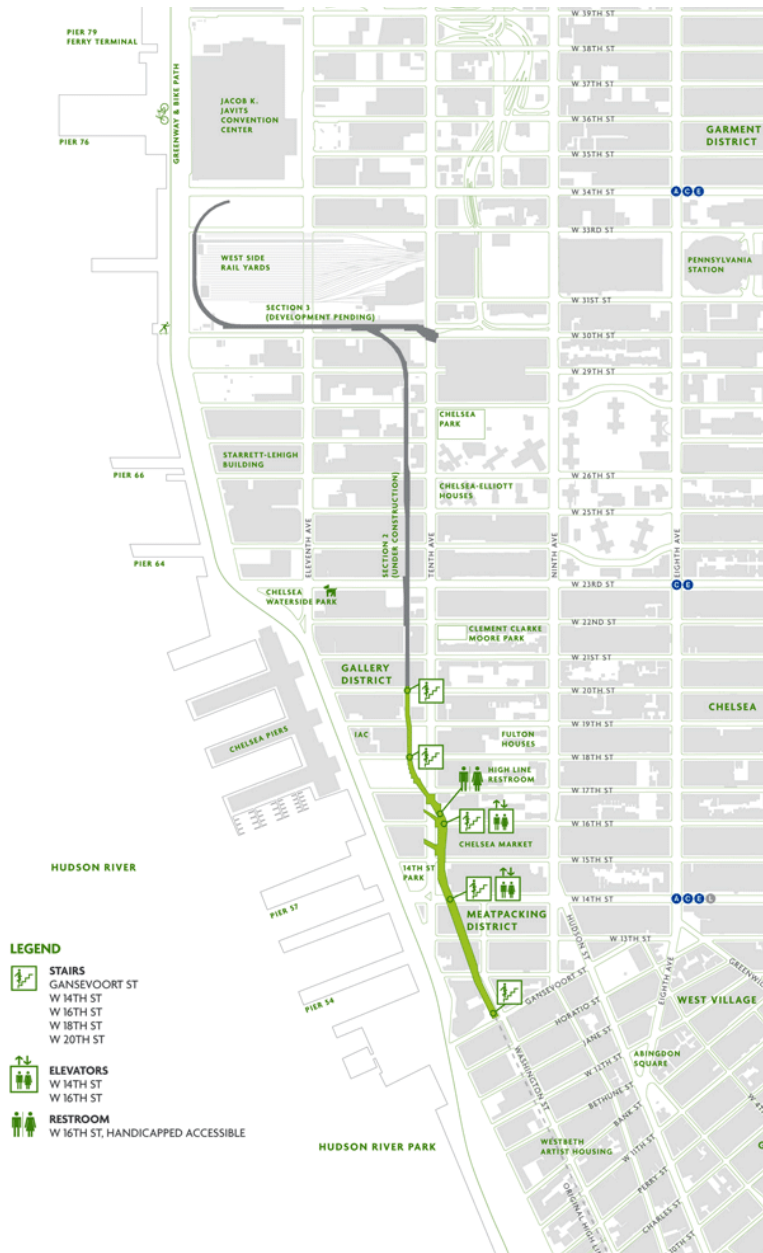 W 39TH ST
PIER 79
FERRY TERMINAL
W 38TH ST
W 37TH ST
JACOB K.
JAVITS
CONVENTION
CENTER
GREENWAY & BIKE PATH
W 36TH ST
PIER 76
GARMENT
DISTRICT
W 35TH ST
W 34TH ST
A C E
W 33RD ST
WEST SIDE
RAIL YARDS
PENNSYLVANIA
STATION
W 31ST ST
SECTION 3
(DEVELOPMENT PENDING)
W 30TH ST
W 29TH ST
CHELSEA
PARK
STARRETT-LEHIGH
BUILDING
PIER 66
W 26TH ST
CHELSEA-ELLIOTT
HOUSES
W 25TH ST
SECTION 2
(UNDER CONSTRUCTION)
ELEVENTH AVE
TENTH AVE
NINTH AVE
EIGHTH AVE
PIER 64
W 23RD ST
C E
CHELSEA
WATERSIDE PARK
W 22ND ST
CLEMENT CLARKE
MOORE PARK
W 21ST ST
GALLERY
DISTRICT
W 20TH ST
CHELSEA
W 19TH ST
CHELSEA PIERS
IAC
FULTON
HOUSES
W 18TH ST
HIGH LINE
RESTROOM
W 17TH ST
W 16TH ST
CHELSEA MARKET
W 15TH ST
HUDSON RIVER
14TH ST
PARK
W 14TH ST
A C E L
PIER 57
MEATPACKING
DISTRICT
HUDSON ST
W 13TH ST
EIGHTH AVE
GREENWI
PIER 54
GANSEVOORT ST
WEST VILLAGE
HORATIO ST
JANE ST
W 12TH ST
ABINGDON
SQUARE
WASHINGTON ST
BETHUNE ST
BANK ST
W 4T
W 11TH ST
WESTBETH
ARTIST HOUSING
G
PERRY ST
CHARLES ST
ORIGINAL HIGH LI
10TH ST
HUDSON RIVER PARK
LEGEND
STAIRS
GANSEVOORT ST
W 14TH ST
W 16TH ST
W 18TH ST
W 20TH ST
ELEVATORS
W 14TH ST
W 16TH ST
RESTROOM
W 16TH ST, HANDICAPPED ACCESSIBLE